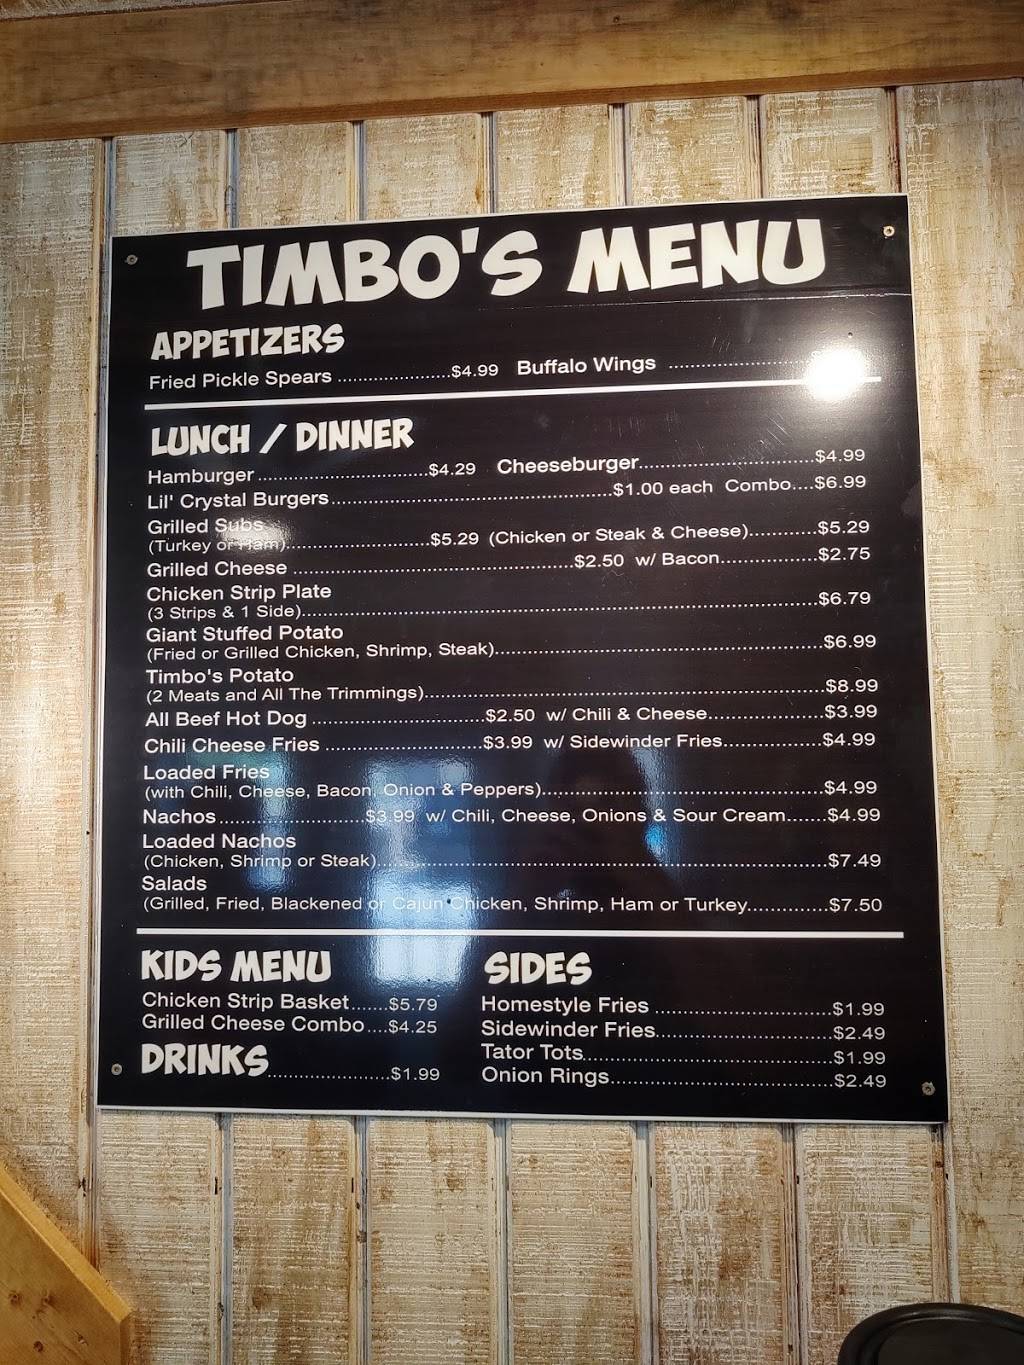 TIMBO'S MENU
APPETIZERS
Fried Pickle Spears ......................$4.99 Buffalo Wings ...........................
LUNCH / DINNER
Hamburger .................................$4.29 Cheeseburger..................................$4.99
Lil' Crystal Burgers.......................................................$1.00 each Combo....$6.99
Grilled Subs
(Turkey or Ham)............................$5.29 (Chicken or Steak & Cheese).............$5.29
Grilled Cheese .......................................................$2.50 w/ Bacon...................$2.75
Chicken Strip Plate
(3 Strips & 1 Side).....................................................................................................$6.79
Giant Stuffed Potato
(Fried or Grilled Chicken, Shrimp, Steak)................................................................$6.99
Timbo's Potato
(2 Meats and All The Trimmings)..............................................................................$8.99
All Beef Hot Dog ..................................$2.50 w/ Chili & Cheese......................$3.99
Chili Cheese Fries ...............................$3.99 w/ Sidewinder Fries...................$4.99
Loaded Fries
(with Chili, Cheese, Bacon, Onion & Peppers).......................................................$4.99
Nachos............................$3.99 w/ Chili, Cheese, Onions & Sour Cream.......$4.99
Loaded Nachos
(Chicken, Shrimp or Steak).......................................................................................$7.49
Salads
(Grilled, Fried, Blackened or Cajun Chicken, Shrimp, Ham or Turkey..............$7.50
KIDS MENU
Chicken Strip Basket.......$5.79
Grilled Cheese Combo....$4.25
DRINKS........................$1.99
SIDES
Homestyle Fries ...................................$1.99
Sidewinder Fries..................................$2.49
Tator Tots................................................$1.99
Onion Rings...........................................$2.49